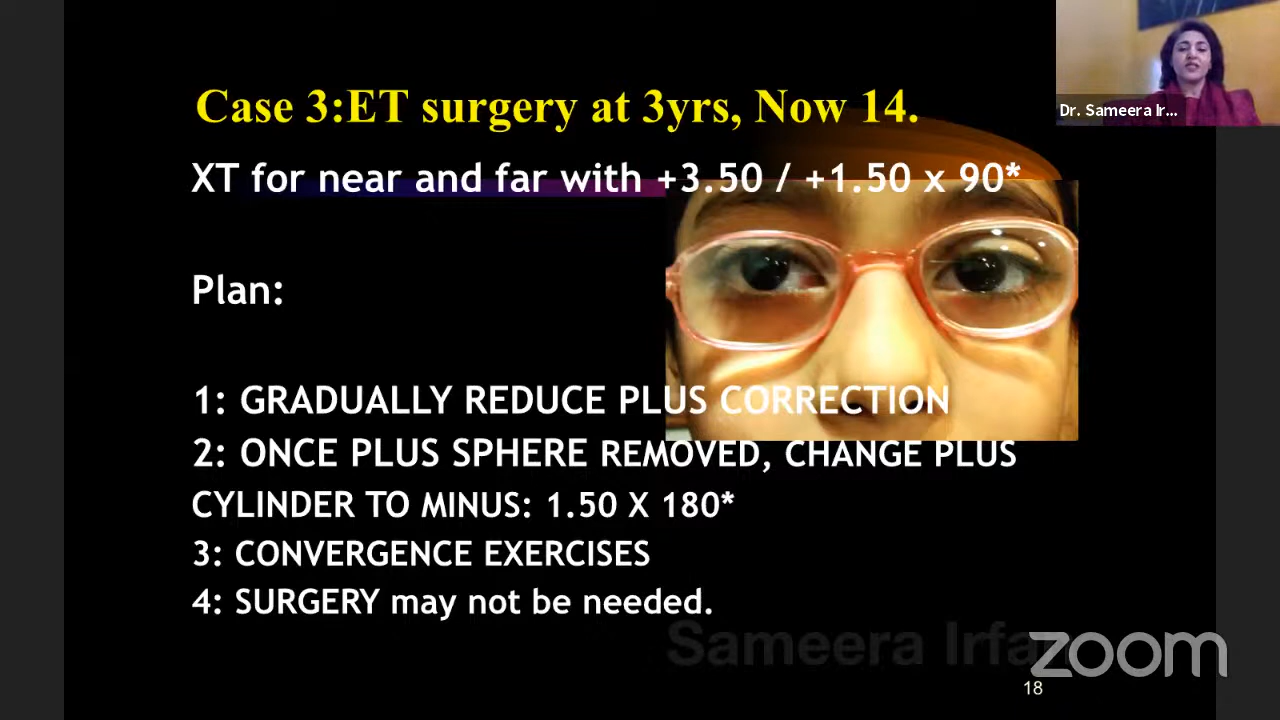 Dr. Sameera Ir...
Case 3:ET surgery at 3yrs, Now 14.
XT for near and far with +3.50 / +1.50 x 90*
Plan:
1: GRADUALLY REDUCE PLUS CORRECTION
2: ONCE PLUS SPHERE REMOVED, CHANGE PLUS
CYLINDER TO MINUS: 1.50 X 180*
3: CONVERGENCE EXERCISES
4: SURGERY may not be needed.
Sameera Irfa
zoom
18